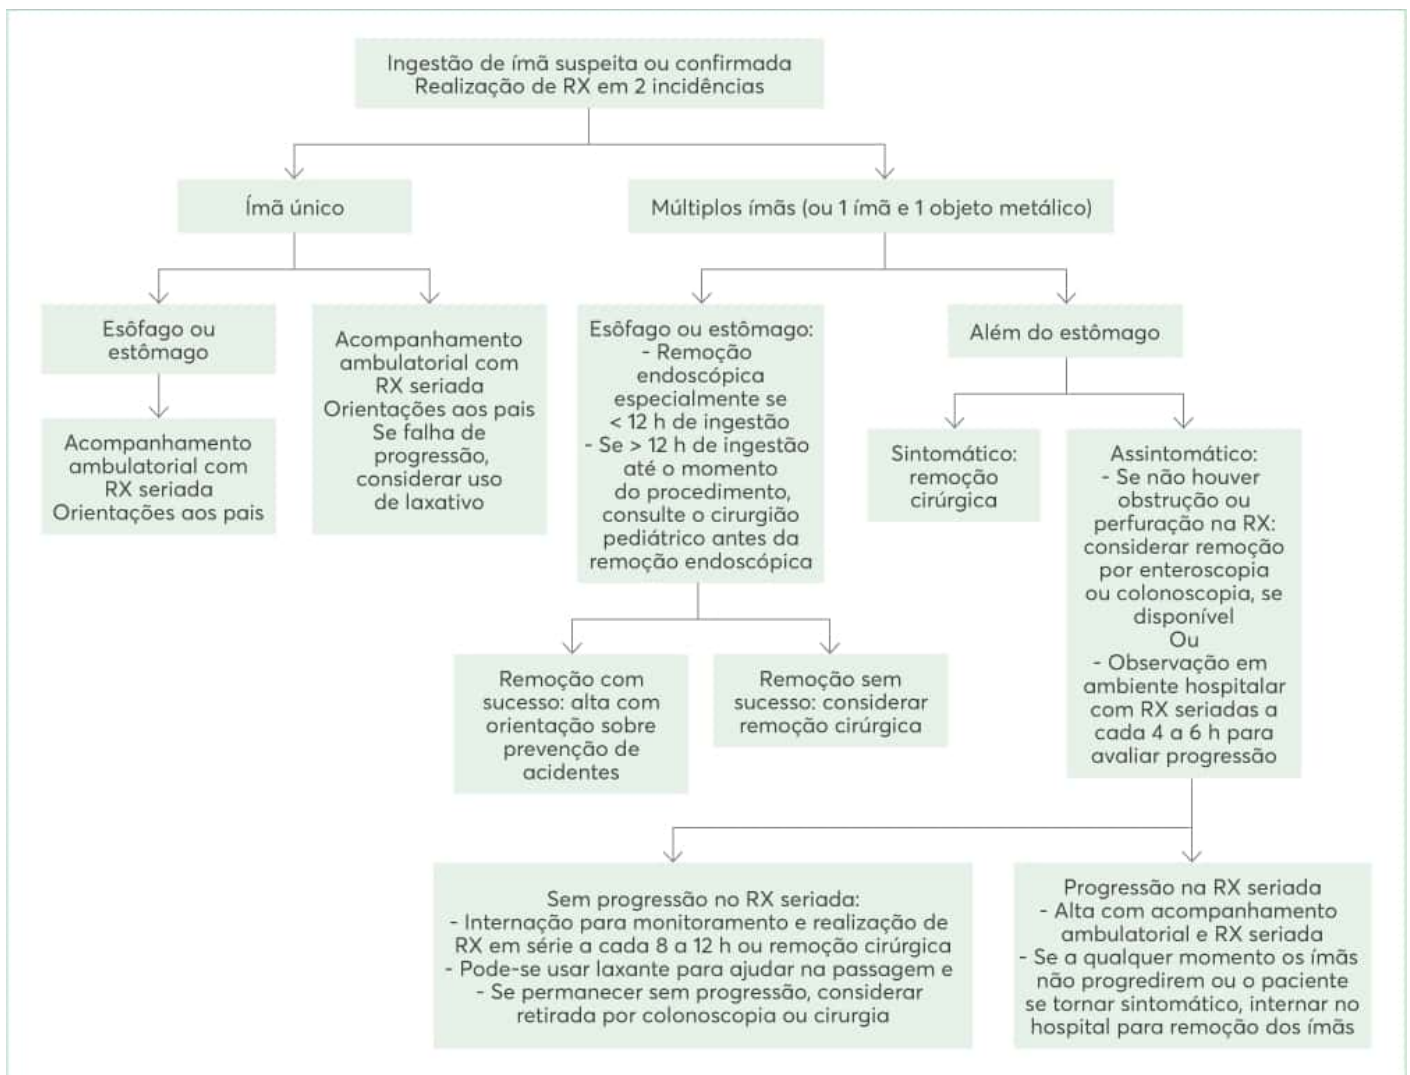 Ingestão de ímã suspeita ou confirmada
Realização de RX em 2 incidências
Ímã único
Múltiplos ímãs (ou 1 ímã e 1 objeto metálico)
Esôfago ou
estômago
Acompanhamento
ambulatorial com
RX seriada
Orientações aos pais
Se falha de
progressão,
considerar uso
de laxativo
Esôfago ou estômago:
- Remoção
endoscópica
especialmente se
< 12 h de ingestão
- Se > 12 h de ingestão
até o momento
do procedimento,
consulte o cirurgião
pediátrico antes da
remoção endoscópica
Além do estômago
Acompanhamento
ambulatorial com
RX seriada
Orientações aos pais
Sintomático:
remoção
cirúrgica
Assintomático:
- Se não houver
obstrução ou
perfuração na RX:
considerar remoção
por enteroscopia
ou colonoscopia, se
disponível
Ou
- Observação em
ambiente hospitalar
com RX seriadas a
cada 4 a 6 h para
avaliar progressão
Remoção com
sucesso: alta com
orientação sobre
prevenção de
acidentes
Remoção sem
sucesso: considerar
remoção cirúrgica
Sem progressão no RX seriada:
- Internação para monitoramento e realização de
RX em série a cada 8 a 12 h ou remoção cirúrgica
- Pode-se usar laxante para ajudar na passagem e
- Se permanecer sem progressão, considerar
retirada por colonoscopia ou cirurgia
Progressão na RX seriada
- Alta com acompanhamento
ambulatorial e RX seriada
- Se a qualquer momento os ímãs
não progredirem ou o paciente
se tornar sintomático, internar no
hospital para remoção dos ímãs